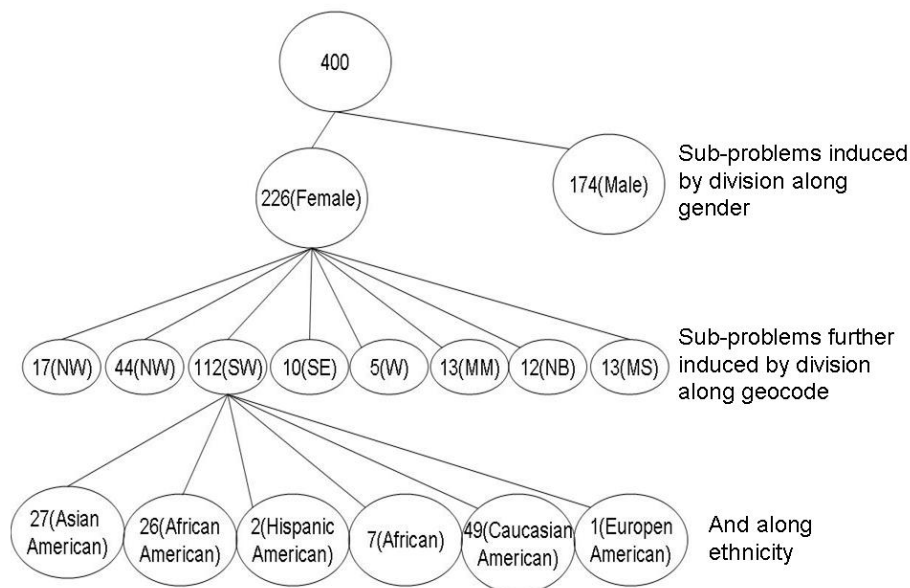 400
226(Female)
174(Male)
Sub-problems induced
by division along
gender
17(NW)
44(NW)
112(SW)
10(SE)
5(W)
13(MM)
12(NB)
13(MS)
Sub-problems further
induced by division
along geocode
27(Asian
American)
26(African
American)
2(Hispanic
American)
7(African)
49(Caucasian
American)
1(Europen
American)
And along
ethnicity